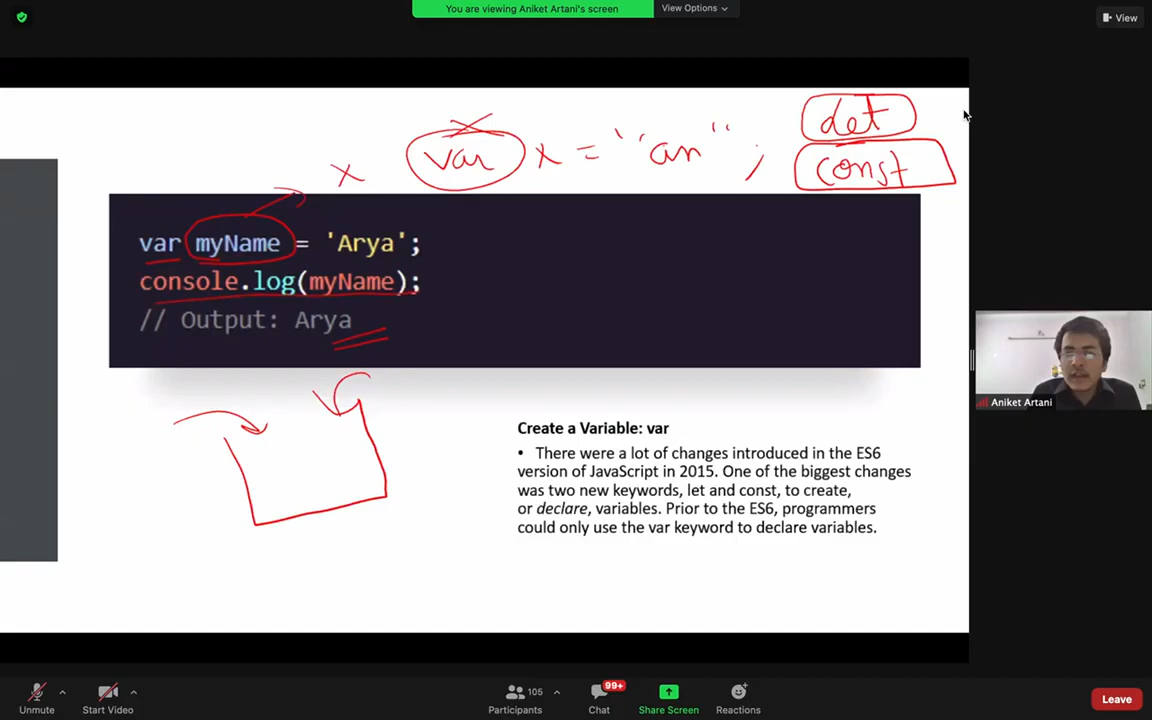 You are viewing Aniket Artani's screen
View Options
View
let
var x = "an" ;
const
x
var myName = 'Arya';
console.log(myName);
// Output: Arya
Aniket Artani
Create a Variable: var
• There were a lot of changes introduced in the ES6
version of JavaScript in 2015. One of the biggest changes
was two new keywords, let and const, to create,
or declare, variables. Prior to the ES6, programmers
could only use the var keyword to declare variables.
Unmute
Start Video
Participants
105
Chat
99+
Share Screen
Reactions
Leave